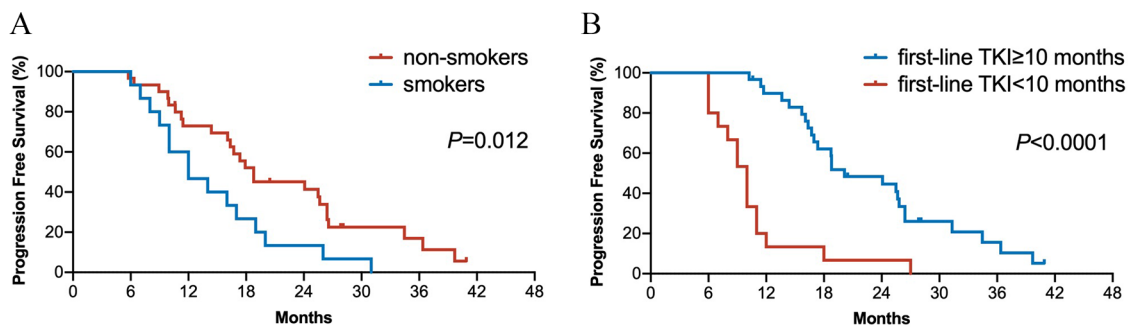 A
non-smokers
smokers
P=0.012
Progression Free Survival (%)
100
80
60
40
20
0
0 6 12 18 24 30 36 42 48
Months
B
first-line TKI≥10 months
first-line TKI<10 months
P<0.0001
Progression Free Survival (%)
100
80
60
40
20
0
0 6 12 18 24 30 36 42 48
Months